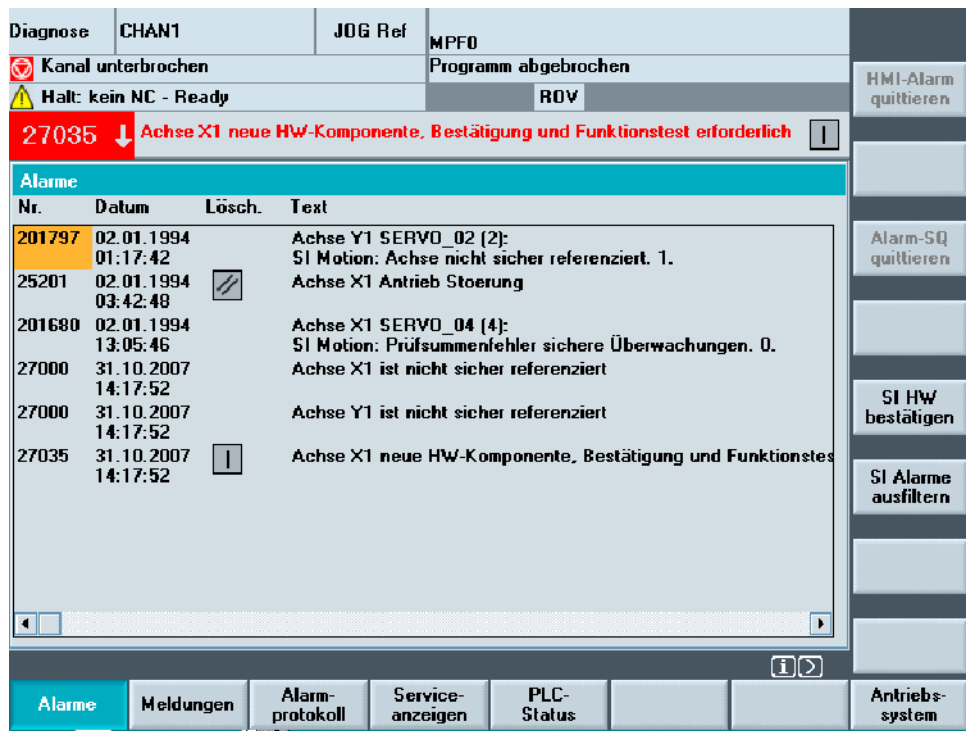 Diagnose CHAN1 JOG Ref MPF0
Kanal unterbrochen Programm abgebrochen
Halt: kein NC - Ready ROV
27035 Achse X1 neue HW-Komponente, Bestätigung und Funktionstest erforderlich
Alarme
Nr. Datum Lösch. Text
201797 02.01.1994 Achse Y1 SERVO_02 (2):
01:17:42 SI Motion: Achse nicht sicher referenziert. 1.
25201 02.01.1994 Achse X1 Antrieb Stoerung
03:42:48
201680 02.01.1994 Achse X1 SERV0_04 (4):
13:05:46 SI Motion: Prüfsummenfehler sichere Überwachungen. 0.
27000 31.10.2007 Achse X1 ist nicht sicher referenziert
14:17:52
27000 31.10.2007 Achse Y1 ist nicht sicher referenziert
14:17:52
27035 31.10.2007 Achse X1 neue HW-Komponente, Bestätigung und Funktionstes
14:17:52
HMI-Alarm
quittieren
Alarm-SQ
quittieren
SI HW
bestätigen
SI Alarme
ausfiltern
Alarme
Meldungen
Alarm-
protokoll
Service-
anzeigen
PLC-
Status
Antriebs-
system